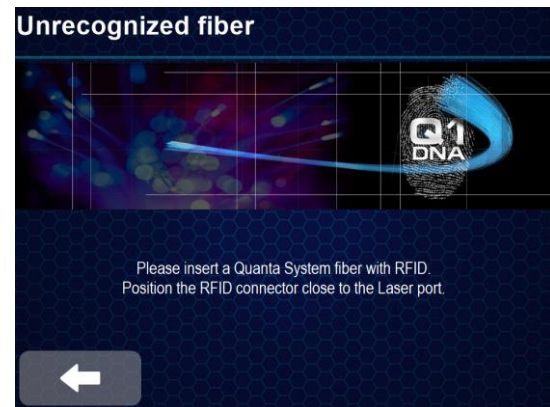 Unrecognized fiber
Q1
DNA
Please insert a Quanta System fiber with RFID.
Position the RFID connector close to the Laser port.